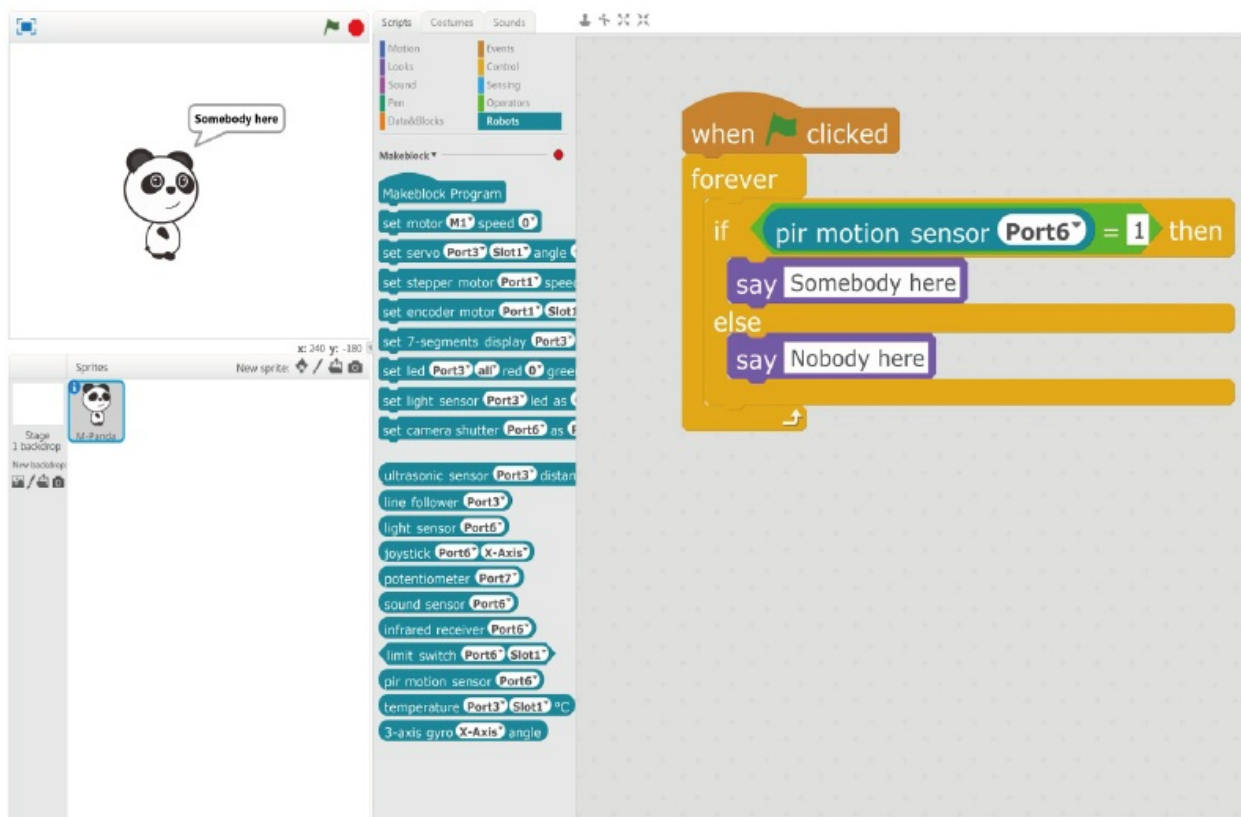 Somebody here
x: 240 y: -180
Sprites
New sprite:
M-Panda
Stage
1 backdrop
New backdrop
Scripts Costumes Sounds
Motion Events
Looks Control
Sound Sensing
Pen Operators
Data&Blocks Robots
Makeblock
Makeblock Program
set motor M1 speed 0
set servo Port3 Slot1 angle
set stepper motor Port1 speed
set encoder motor Port1 Slot1
set 7-segments display Port3
set led Port3 all red 0 gree
set light sensor Port3 led as
set camera shutter Port6 as
ultrasonic sensor Port3 distan
line follower Port3
light sensor Port6
joystick Port6 X-Axis
potentiometer Port7
sound sensor Port6
infrared receiver Port6
limit switch Port6 Slot1
pir motion sensor Port6
temperature Port3 Slot1 °C
3-axis gyro X-Axis angle
when clicked
forever
if pir motion sensor Port6 = 1 then
say Somebody here
else
say Nobody here